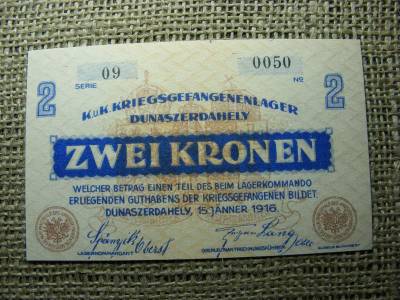 09 0050
SERIE Nº
2 2
K.u.K. KRIEGSGEFANGENENLAGER
DUNASZERDAHELY
ZWEI KRONEN
WELCHER BETRAG EINEN TEIL DES BEIM LAGERKOMMANDO
ERLIEGENDEN GUTHABENS DER KRIEGSGEFANGENEN BILDET.
DUNASZERDAHELY, 15. JÄNNER 1916.
Oberst
LAGERKOMMANDANT.